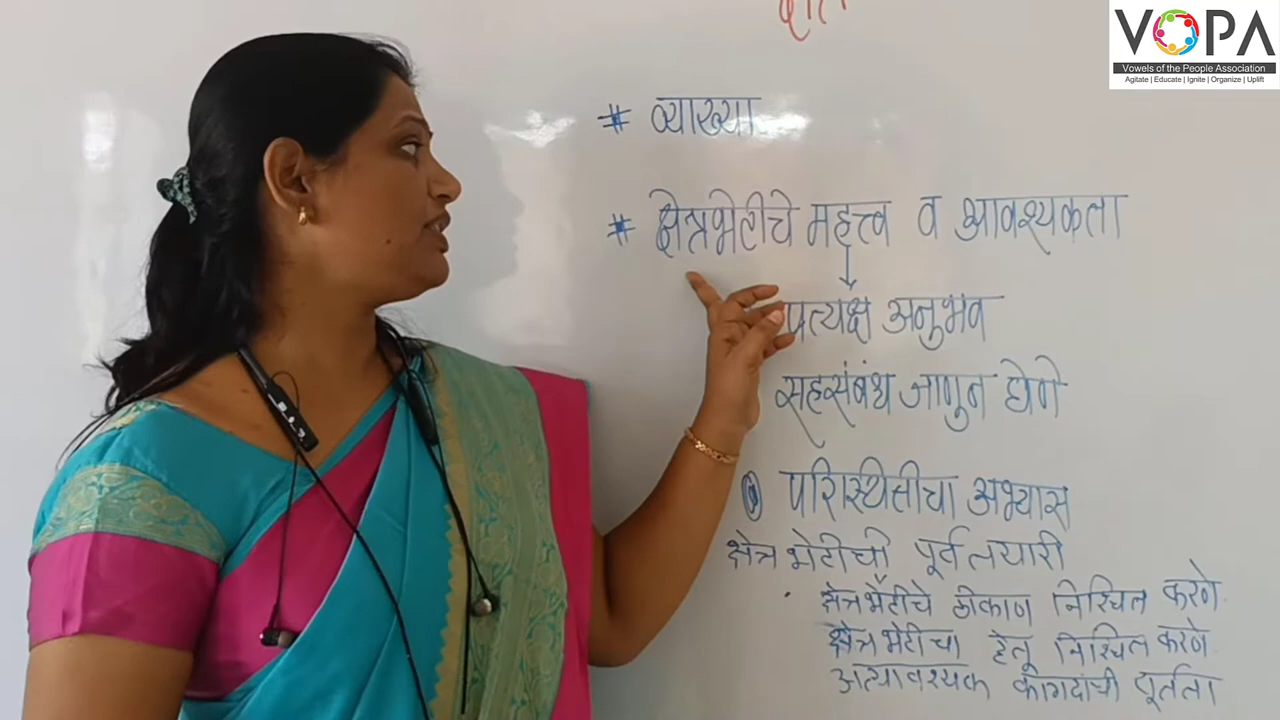 VOPA
Vowels of the People Association
Agitate | Educate | Ignite | Organize | Uplift
# व्याख्या
# क्षेत्रभेटीचे महत्त्व व आवश्यकता
प्रत्यक्ष अनुभव
सहसंबंध जाणुन घेणे
परिस्थितीचा अभ्यास
क्षेत्र भेटीची पूर्वतयारी
क्षेत्रभेटीचे ठिकाण निश्चित करणे.
क्षेत्रभेटीचा हेतू निश्चित करणे
अत्यावश्यक कागदांची पूर्तता